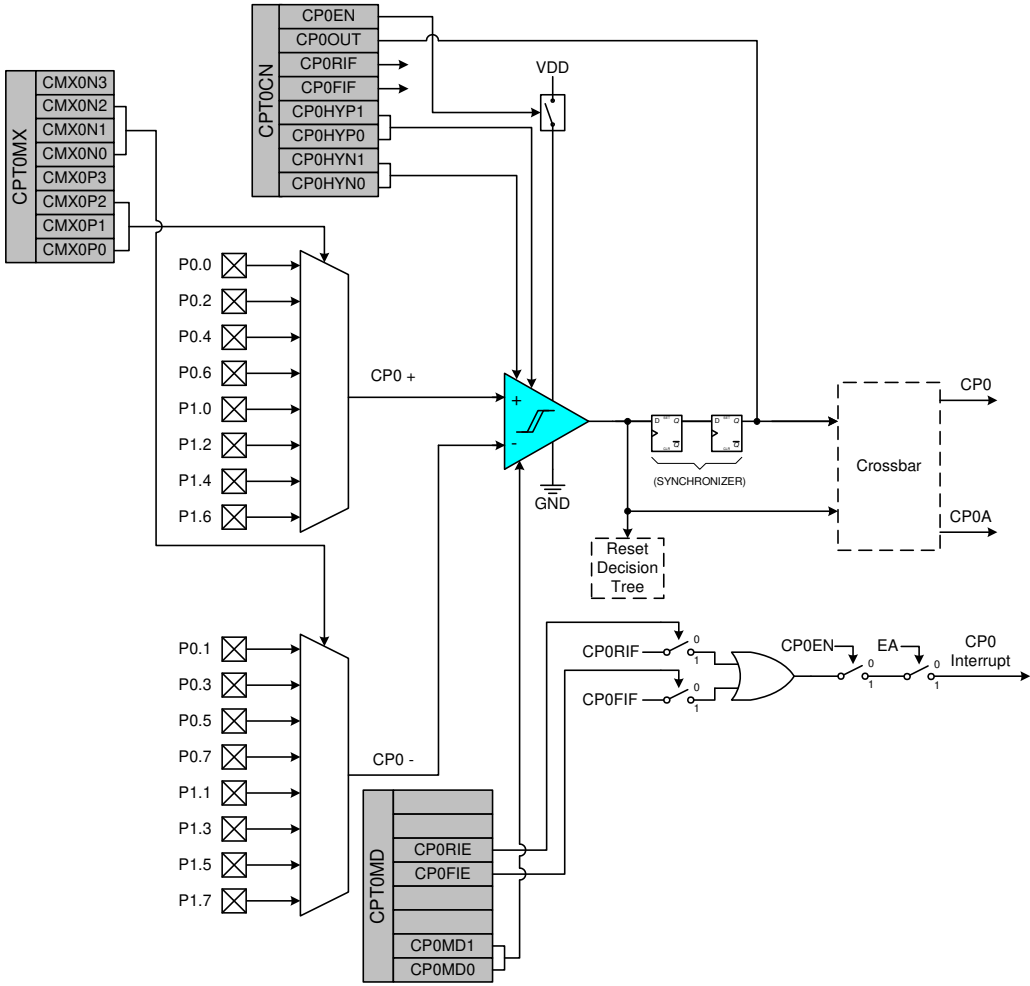 CPT0CN
CP0EN
CP0OUT
CP0RIF
CP0FIF
CP0HYP1
CP0HYP0
CP0HYN1
CP0HYN0
VDD
CPT0MX
CMX0N3
CMX0N2
CMX0N1
CMX0N0
CMX0P3
CMX0P2
CMX0P1
CMX0P0
P0.0
P0.2
P0.4
P0.6
P1.0
P1.2
P1.4
P1.6
CP0 +
+
-
GND
D SET Q
CLR Q
D SET Q
CLR Q
(SYNCHRONIZER)
Crossbar
CP0
CP0A
Reset
Decision
Tree
P0.1
P0.3
P0.5
P0.7
P1.1
P1.3
P1.5
P1.7
CP0 -
CP0RIF
0
1
CP0FIF
0
1
CP0EN
0
1
EA
0
1
CP0
Interrupt
CPT0MD
CP0RIE
CP0FIE
CP0MD1
CP0MD0